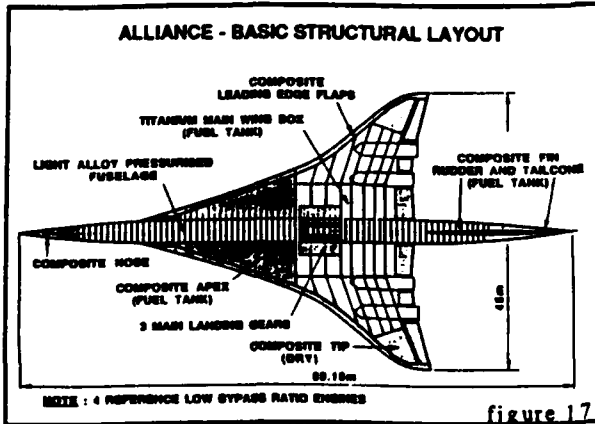 ALLIANCE - BASIC STRUCTURAL LAYOUT
COMPOSITE
LEADING EDGE FLAPS
TITANIUM MAIN WING BOX
(FUEL TANK)
LIGHT ALLOY PRESSURISED
FUSELAGE
COMPOSITE FIN
RUDDER AND TAILCONE
(FUEL TANK)
COMPOSITE NOSE
COMPOSITE APEX
(FUEL TANK)
3 MAIN LANDING GEARS
COMPOSITE TIP
(DRY)
NOTE : 4 REFERENCE LOW BYPASS RATIO ENGINES
figure 17